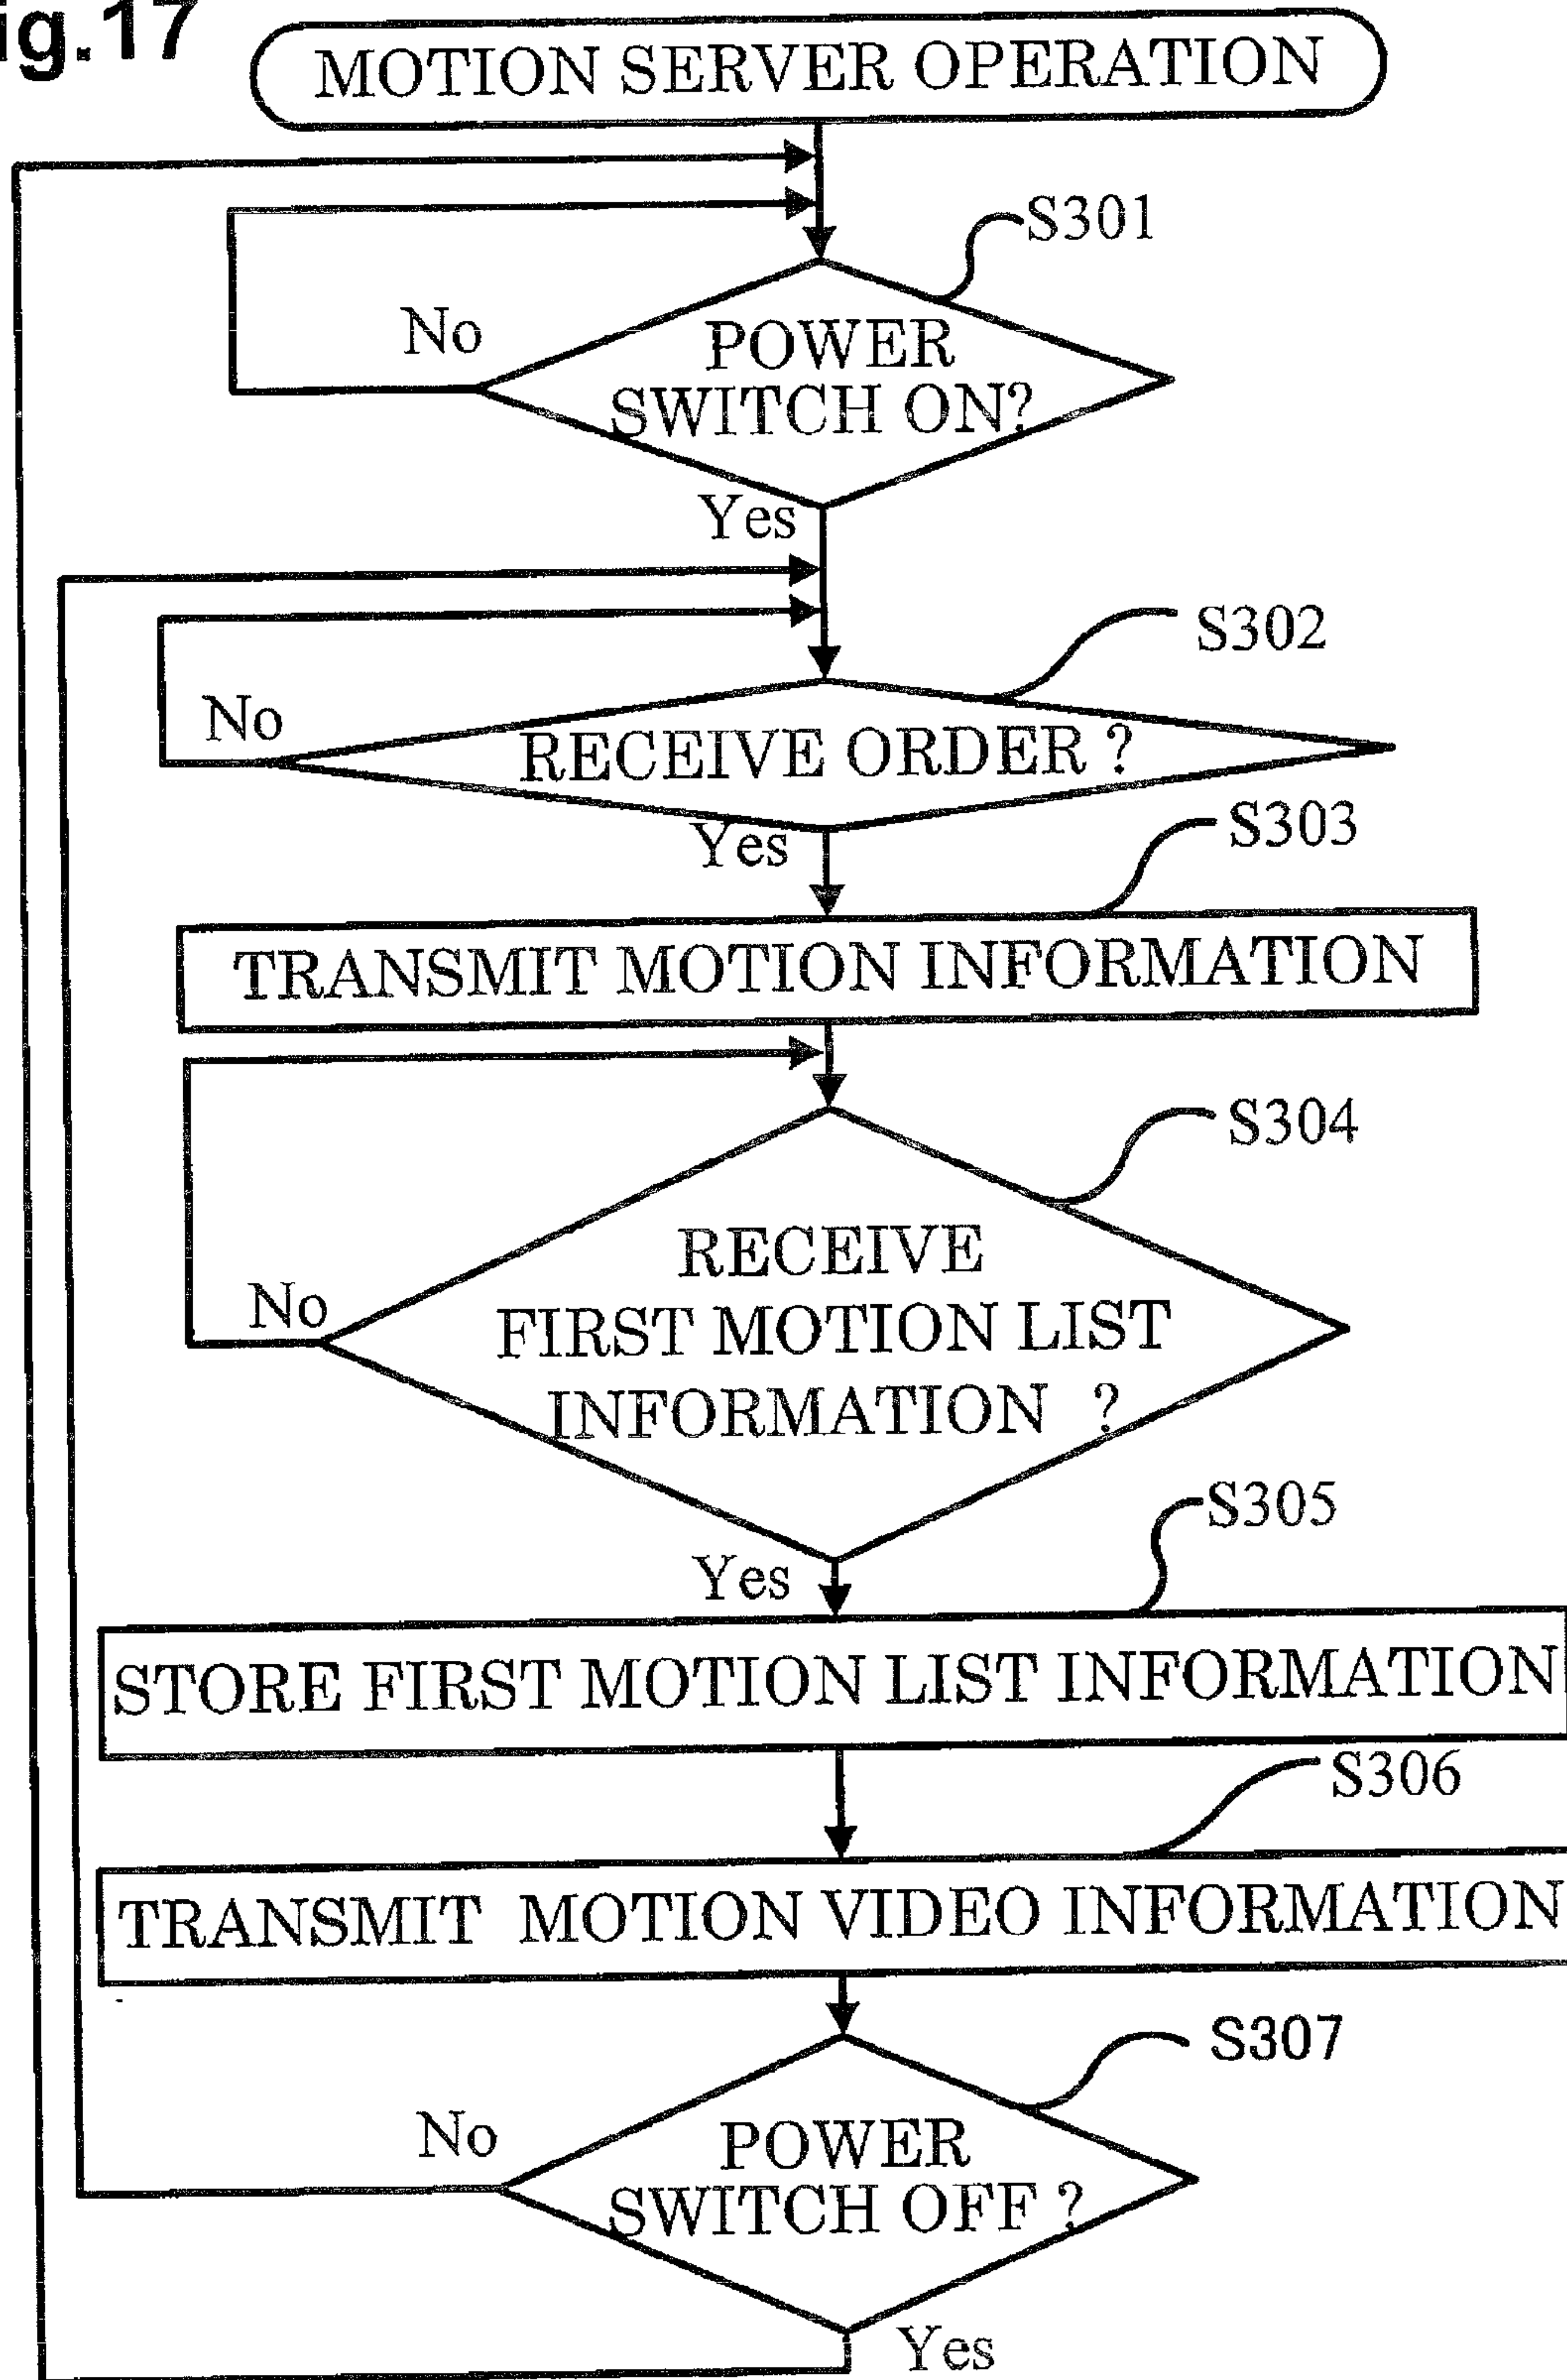 ig.17
MOTION SERVER OPERATION
S301
No
POWER
SWITCH ON?
Yes
S302
No
RECEIVE ORDER ?
Yes
S303
TRANSMIT MOTION INFORMATION
S304
RECEIVE
No
FIRST MOTION LIST
INFORMATION ?
S305
Yes
STORE FIRST MOTION LIST INFORMATION
S306
TRANSMIT MOTION VIDEO INFORMATION
S307
No
POWER
SWITCH OFF ?
Yes